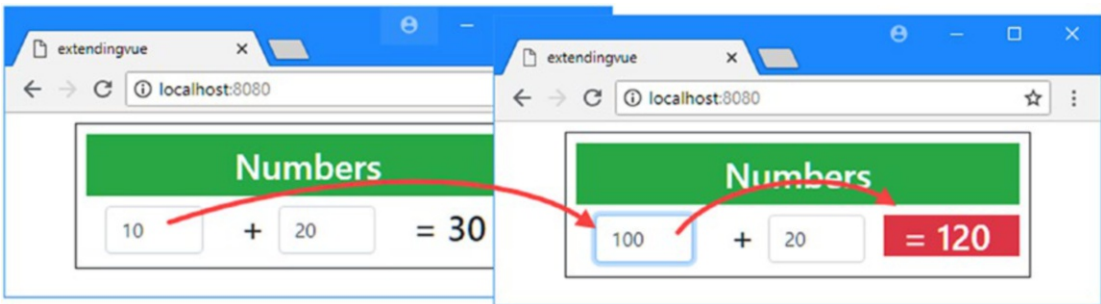 extendingvue
localhost:8080
Numbers
10 + 20 = 30
extendingvue
localhost:8080
Numbers
100 + 20 = 120